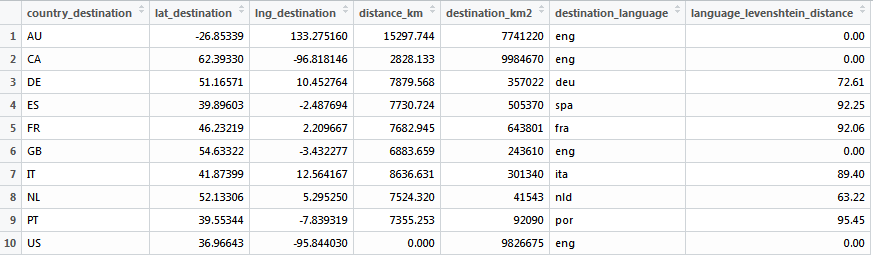 country_destination lat_destination lng_destination distance_km destination_km2 destination_language language_levenshtein_distance
1 AU -26.85339 133.275160 15297.744 7741220 eng 0.00
2 CA 62.39330 -96.818146 2828.133 9984670 eng 0.00
3 DE 51.16571 10.452764 7879.568 357022 deu 72.61
4 ES 39.89603 -2.487694 7730.724 505370 spa 92.25
5 FR 46.23219 2.209667 7682.945 643801 fra 92.06
6 GB 54.63322 -3.432277 6883.659 243610 eng 0.00
7 IT 41.87399 12.564167 8636.631 301340 ita 89.40
8 NL 52.13306 5.295250 7524.320 41543 nld 63.22
9 PT 39.55344 -7.839319 7355.253 92090 por 95.45
10 US 36.96643 -95.844030 0.000 9826675 eng 0.00